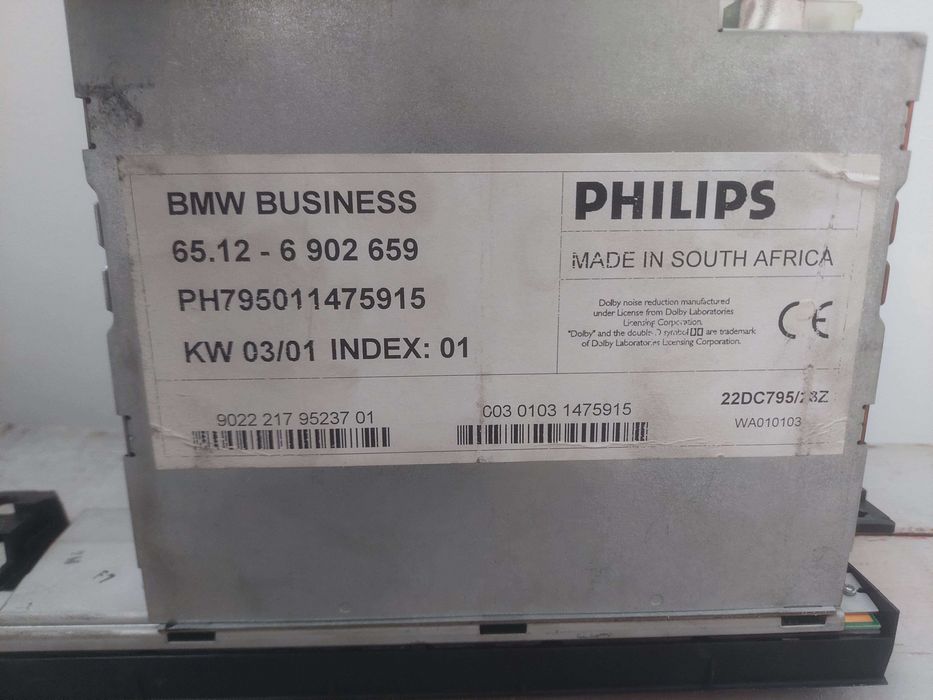 BMW BUSINESS
65.12 - 6 902 659
PH795011475915
KW 03/01 INDEX: 01
PHILIPS
MADE IN SOUTH AFRICA
Dolby noise reduction manufactured
under License from Dolby Laboratories
Licensing Corporation.
"Dolby" and the double-D symbol are trademark
of Dolby Laboratories Licensing Corporation.
CE
9022 217 95237 01
C03 0103 1475915
22DC795/23Z
WA010103